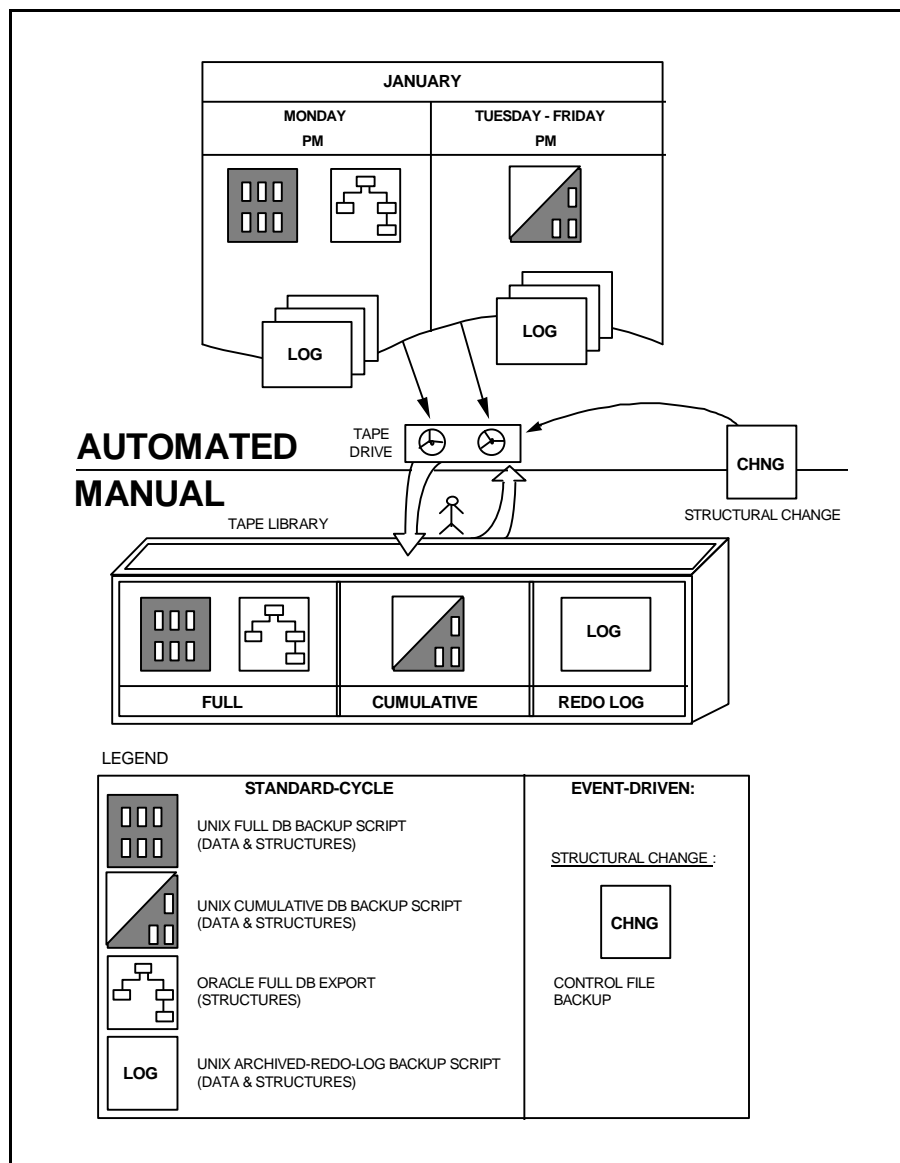 JANUARY
MONDAY
PM
TUESDAY - FRIDAY
PM
LOG
LOG
TAPE
DRIVE
AUTOMATED
MANUAL
CHNG
STRUCTURAL CHANGE
TAPE LIBRARY
LOG
FULL
CUMULATIVE
REDO LOG
LEGEND
STANDARD-CYCLE
UNIX FULL DB BACKUP SCRIPT
(DATA & STRUCTURES)
UNIX CUMULATIVE DB BACKUP SCRIPT
(DATA & STRUCTURES)
ORACLE FULL DB EXPORT
(STRUCTURES)
LOG
UNIX ARCHIVED-REDO-LOG BACKUP SCRIPT
(DATA & STRUCTURES)
EVENT-DRIVEN:
STRUCTURAL CHANGE :
CHNG
CONTROL FILE
BACKUP